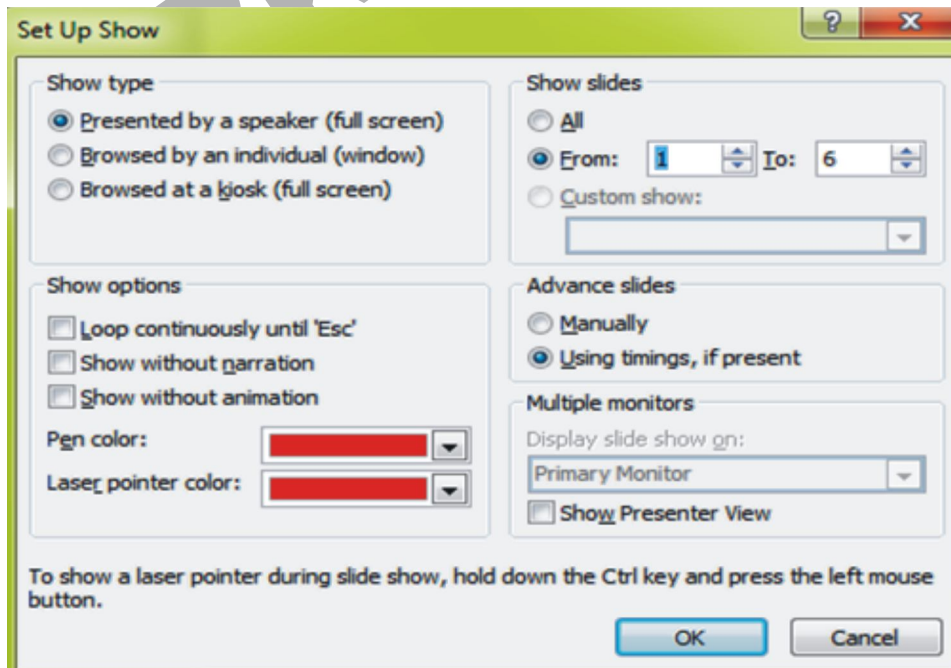 Set Up Show
?
X
Show type
Presented by a speaker (full screen)
Browsed by an individual (window)
Browsed at a kiosk (full screen)
Show slides
All
From: 1 To: 6
Custom show:
Show options
Loop continuously until 'Esc'
Show without narration
Show without animation
Pen color:
Laser pointer color:
Advance slides
Manually
Using timings, if present
Multiple monitors
Display slide show on:
Primary Monitor
Show Presenter View
To show a laser pointer during slide show, hold down the Ctrl key and press the left mouse
button.
OK
Cancel